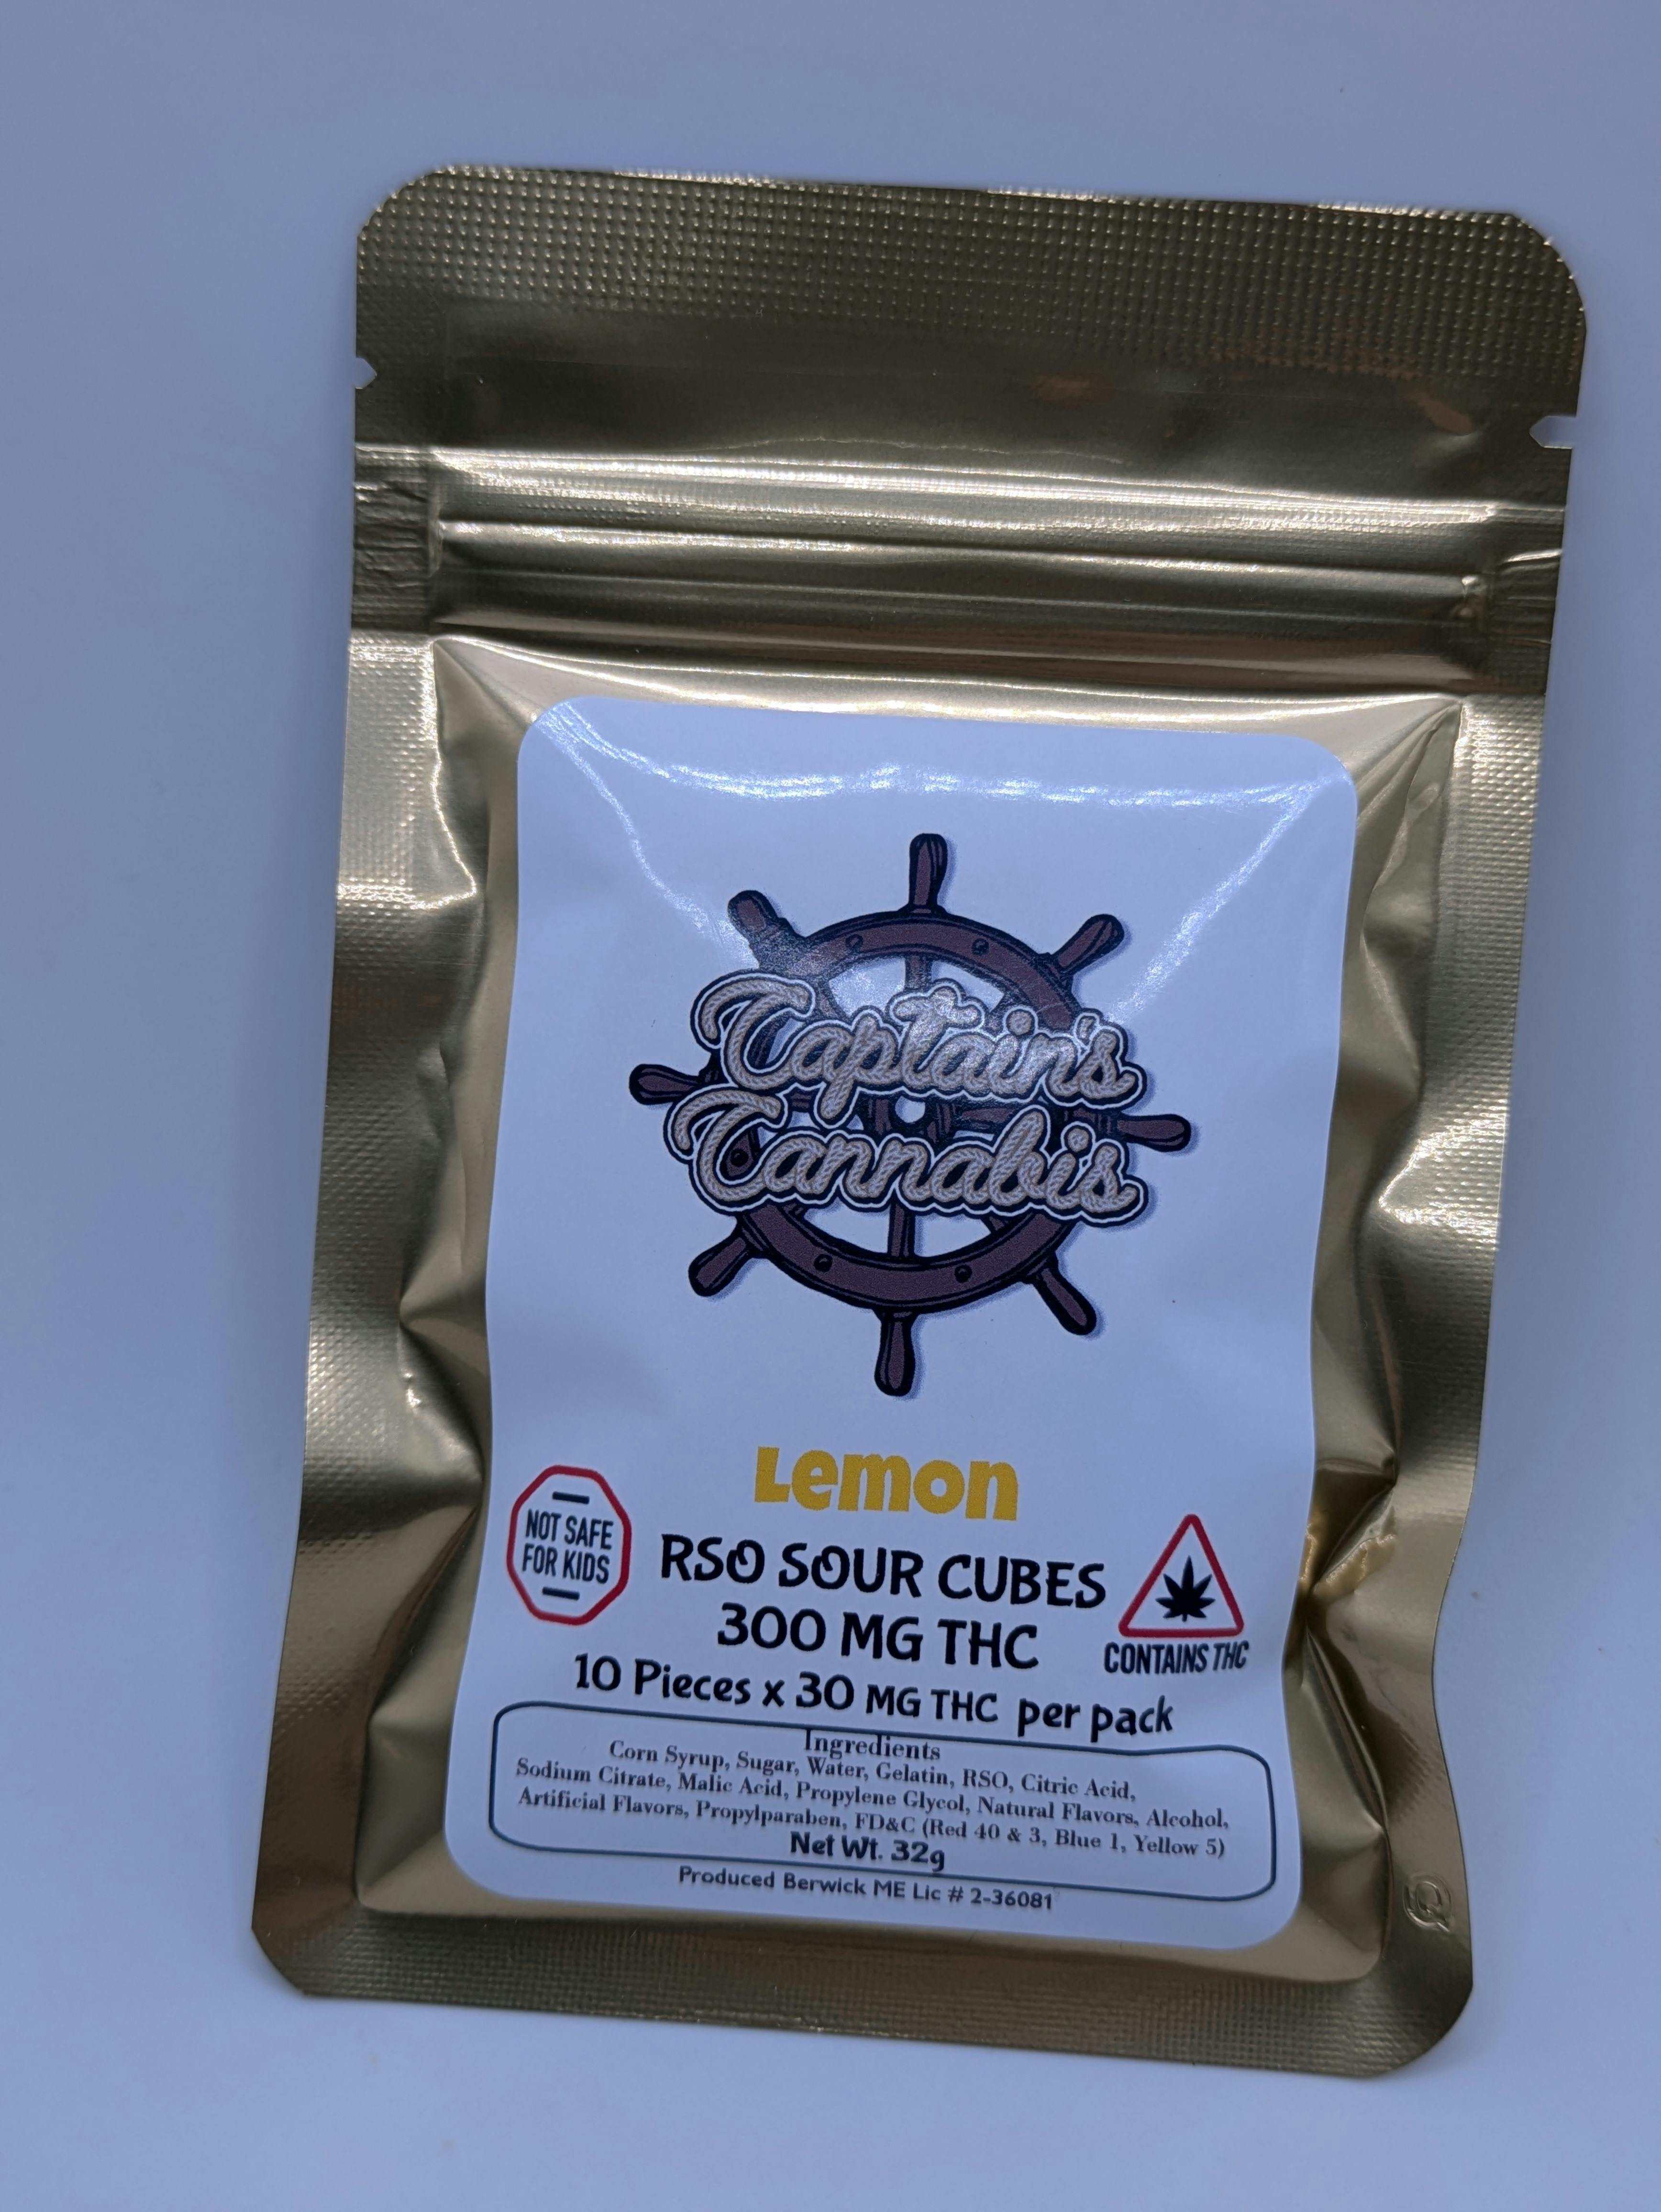 Captain's
Cannabis
Lemon
NOT SAFE
FOR KIDS
RSO SOUR CUBES
300 MG THC
CONTAINS THC
10 Pieces x 30 MG THC per pack
Ingredients
Corn Syrup, Sugar, Water, Gelatin, RSO, Citric Acid,
Sodium Citrate, Malic Acid, Propylene Glycol, Natural Flavors, Alcohol,
Artificial Flavors, Propylparaben, FD&C (Red 40 & 3, Blue 1, Yellow 5)
Net Wt. 32g
Produced Berwick ME Lic # 2-36081